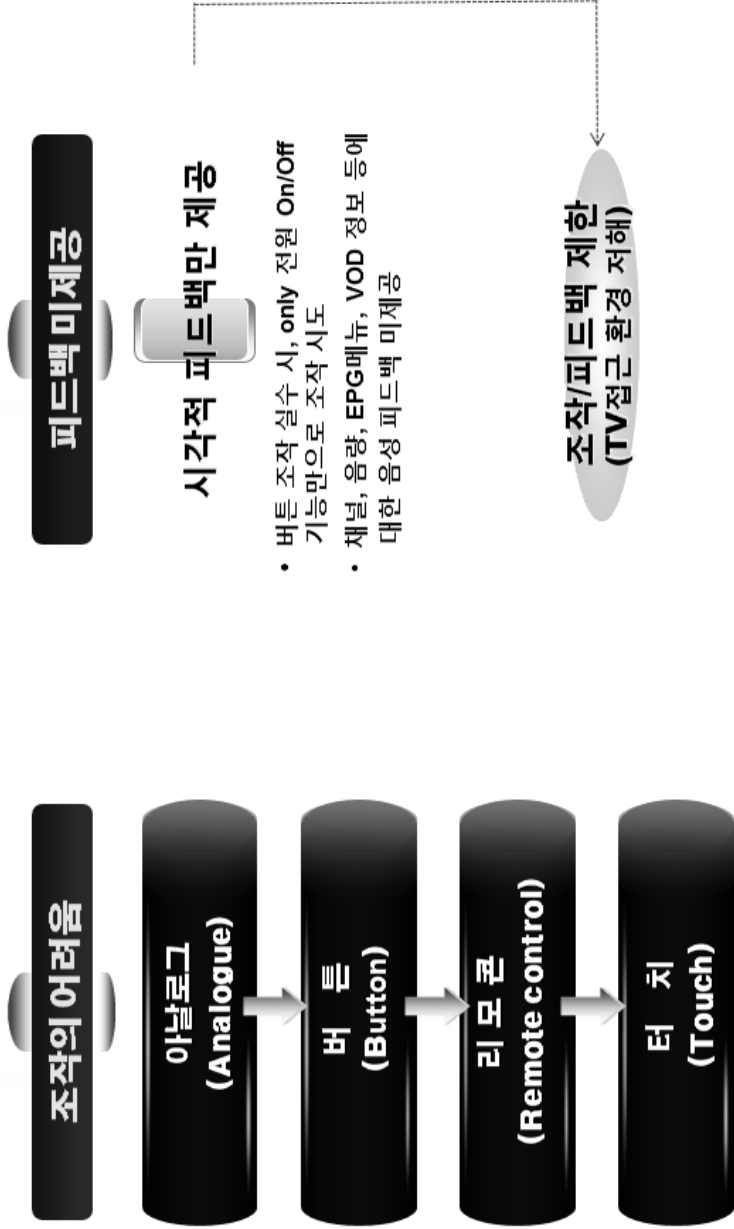 조작의 어려움
아날로그
(Analogue)
버 튼
(Button)
리 모 콘
(Remote control)
터 치
(Touch)
피드백 미제공
시각적 피드백만 제공
• 버튼 조작 실수 시, only 전원 On/Off
기능만으로 조작 시도
• 채널, 음량, EPG메뉴, VOD 정보 등에
대한 음성 피드백 미제공
조작/피드백 제한
(TV접근 환경 저해)